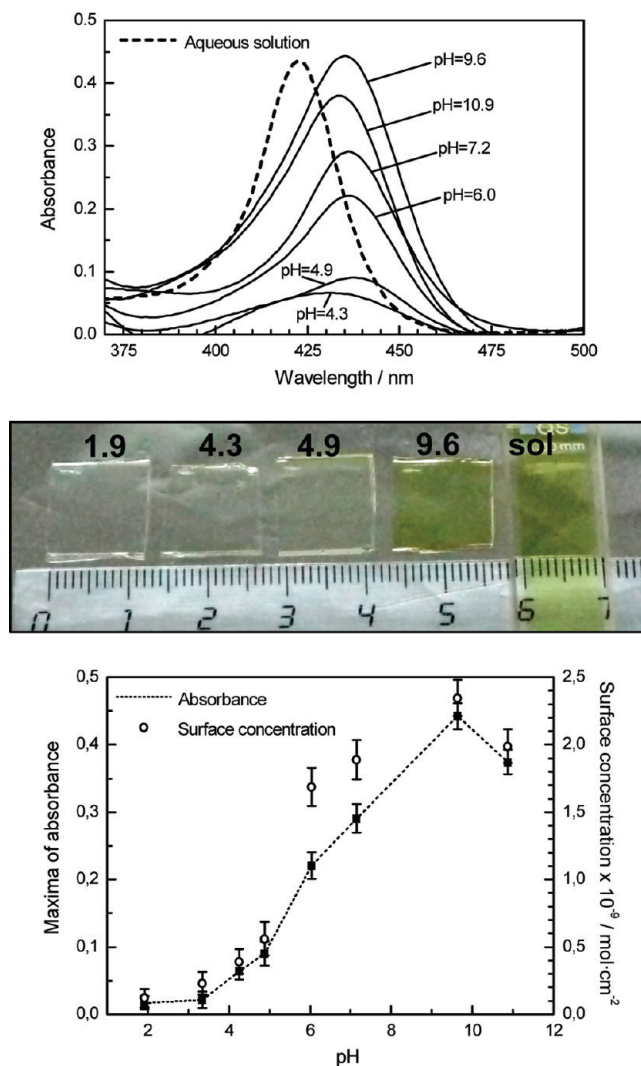 0.5
0.4
0.3
0.2
0.1
0.0
Absorbance
Aqueous solution
pH=9.6
pH=10.9
pH=7.2
pH=6.0
pH=4.9
pH=4.3
375 400 425 450 475 500
Wavelength / nm
1.9 4.3 4.9 9.6 sol
QS
mm
0 1 2 3 4 5 6 7
0,5
0,4
0,3
0,2
0,1
0,0
Maxima of absorbance
Absorbance
Surface concentration
2,5
2,0
1,5
1,0
0,5
0,0
Surface concentration x 10⁻⁹ / mol·cm⁻²
2 4 6 8 10 12
pH